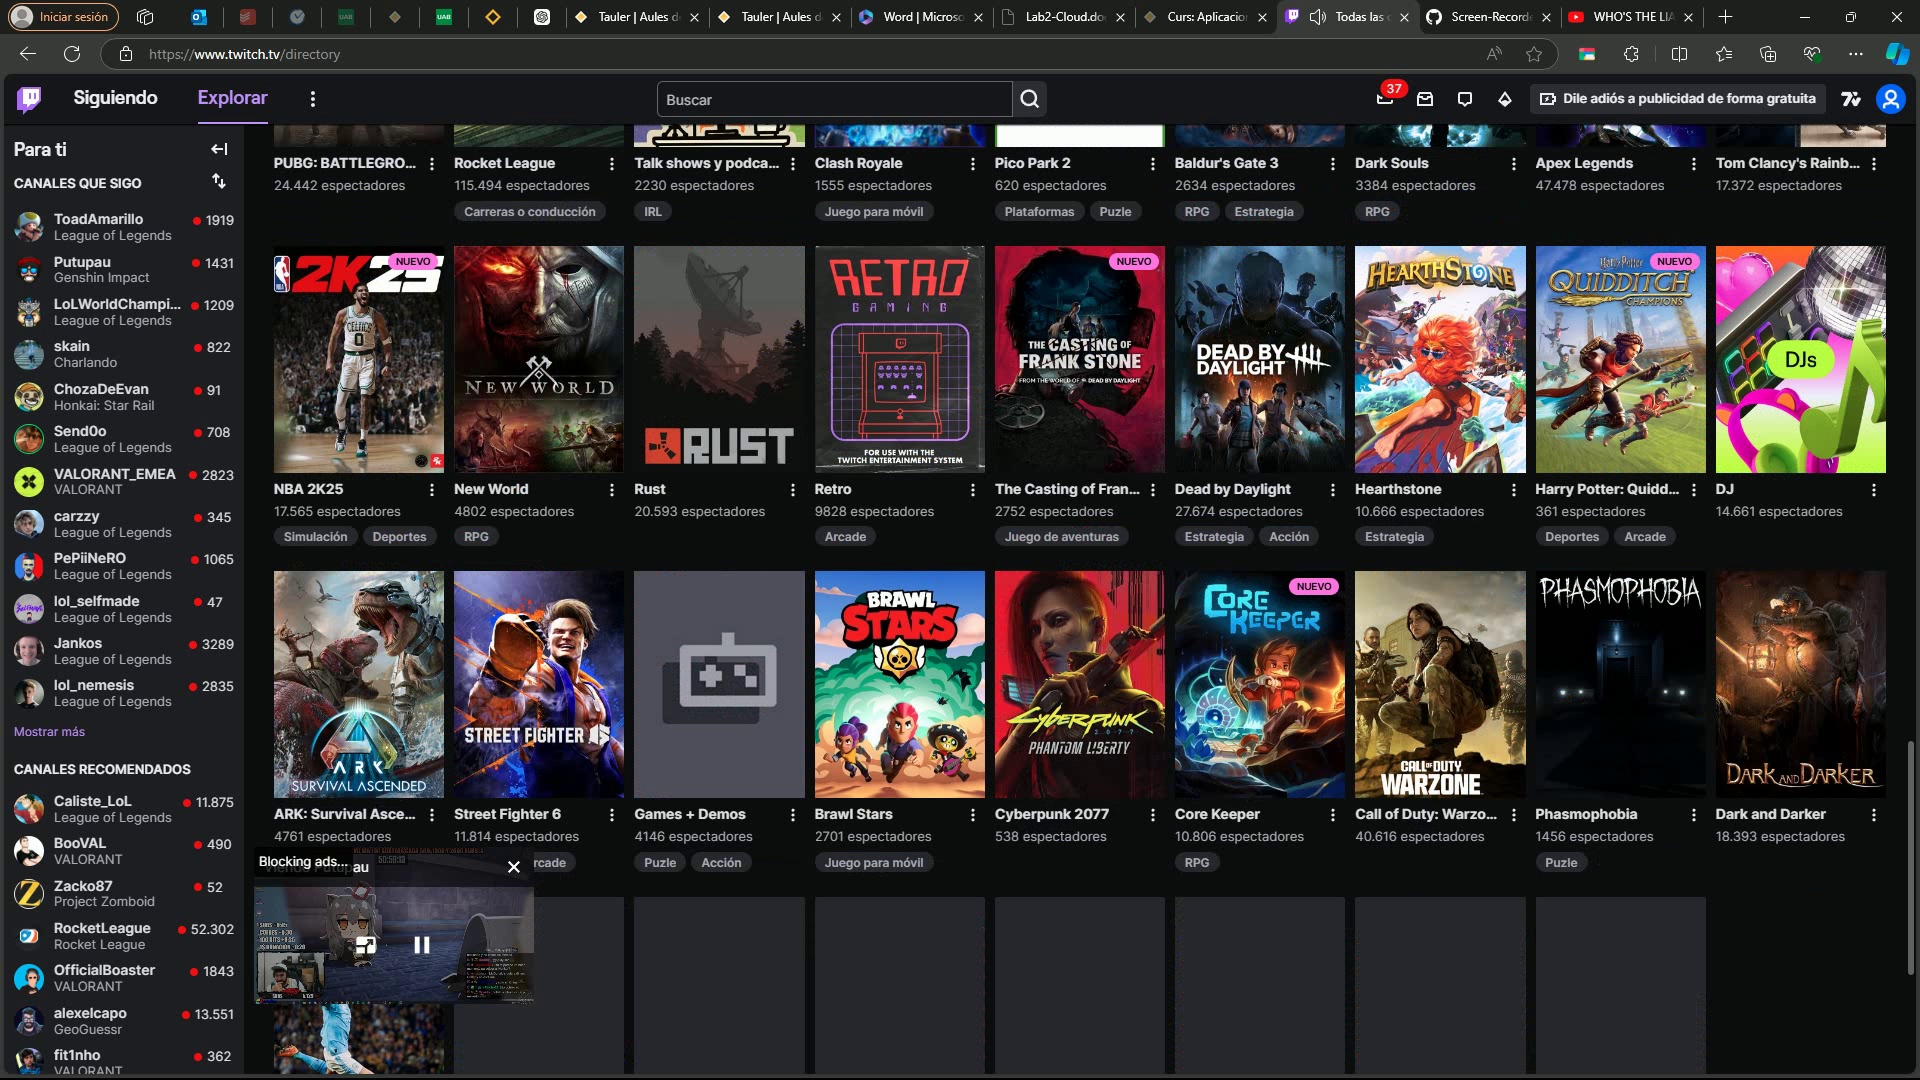 Iniciar sesión
Tauler | Aules d
Tauler | Aules d
Word | Micros
Lab2-Cloud.do
Curs: Aplicacion
Todas las
Screen-Record
WHO'S THE LIA
https://www.twitch.tv/directory
Siguiendo
Explorar
Buscar
37
Dile adiós a publicidad de forma gratuita
Para ti
CANALES QUE SIGO
ToadAmarillo 1919
League of Legends
Putupau 1431
Genshin Impact
LoLWorldChampi... 1209
League of Legends
skain 822
Charlando
ChozaDeEvan 91
Honkai: Star Rail
Send0o 708
League of Legends
VALORANT_EMEA 2823
VALORANT
carzzy 345
League of Legends
PePiiNeRO 1065
League of Legends
lol_selfmade 47
League of Legends
Jankos 3289
League of Legends
lol_nemesis 2835
League of Legends
Mostrar más
CANALES RECOMENDADOS
Caliste_LoL 11.875
League of Legends
BooVAL 490
VALORANT
Zacko87 52
Project Zomboid
RocketLeague 52.302
Rocket League
OfficialBoaster 1843
VALORANT
alexelcapo 13.551
GeoGuessr
fit1nho 362
VALORANT
PUBG: BATTLEGRO...
24.442 espectadores
Rocket League
115.494 espectadores
Carreras o conducción
Talk shows y podca...
2230 espectadores
IRL
Clash Royale
1555 espectadores
Juego para móvil
Pico Park 2
620 espectadores
Plataformas Puzle
Baldur's Gate 3
2634 espectadores
RPG Estrategia
Dark Souls
3384 espectadores
RPG
Apex Legends
47.478 espectadores
Tom Clancy's Rainb...
17.372 espectadores
NUEVO
2K25
CELTICS
0
NBA 2K25
17.565 espectadores
Simulación Deportes
NEW WORLD
New World
4802 espectadores
RPG
RUST
Rust
20.593 espectadores
RETRO
GAMING
FOR USE WITH THE
TWITCH ENTERTAINMENT SYSTEM
Retro
9828 espectadores
Arcade
NUEVO
THE CASTING OF
FRANK STONE
FROM THE WORLD OF DEAD BY DAYLIGHT
The Casting of Fran...
2752 espectadores
Juego de aventuras
DEAD BY
DAYLIGHT
Dead by Daylight
27.674 espectadores
Estrategia Acción
HEARTHSTONE
Hearthstone
10.666 espectadores
Estrategia
NUEVO
Harry Potter
QUIDDITCH
CHAMPIONS
Harry Potter: Quidd...
361 espectadores
Deportes Arcade
DJs
DJ
14.661 espectadores
ARK
SURVIVAL ASCENDED
ARK: Survival Asce...
4761 espectadores
STREET FIGHTER 6
Street Fighter 6
11.814 espectadores
rcade
Games + Demos
4146 espectadores
Puzle Acción
BRAWL
STARS
Brawl Stars
2701 espectadores
Juego para móvil
Cyberpunk
2077
PHANTOM LIBERTY
Cyberpunk 2077
538 espectadores
NUEVO
CORE
KEEPER
Core Keeper
10.806 espectadores
RPG
CALL OF DUTY
WARZONE
Call of Duty: Warzo...
40.616 espectadores
PHASMOPHOBIA
Phasmophobia
1456 espectadores
Puzle
DARK AND DARKER
Dark and Darker
18.393 espectadores
Blocking ads...
Viendo Putupau